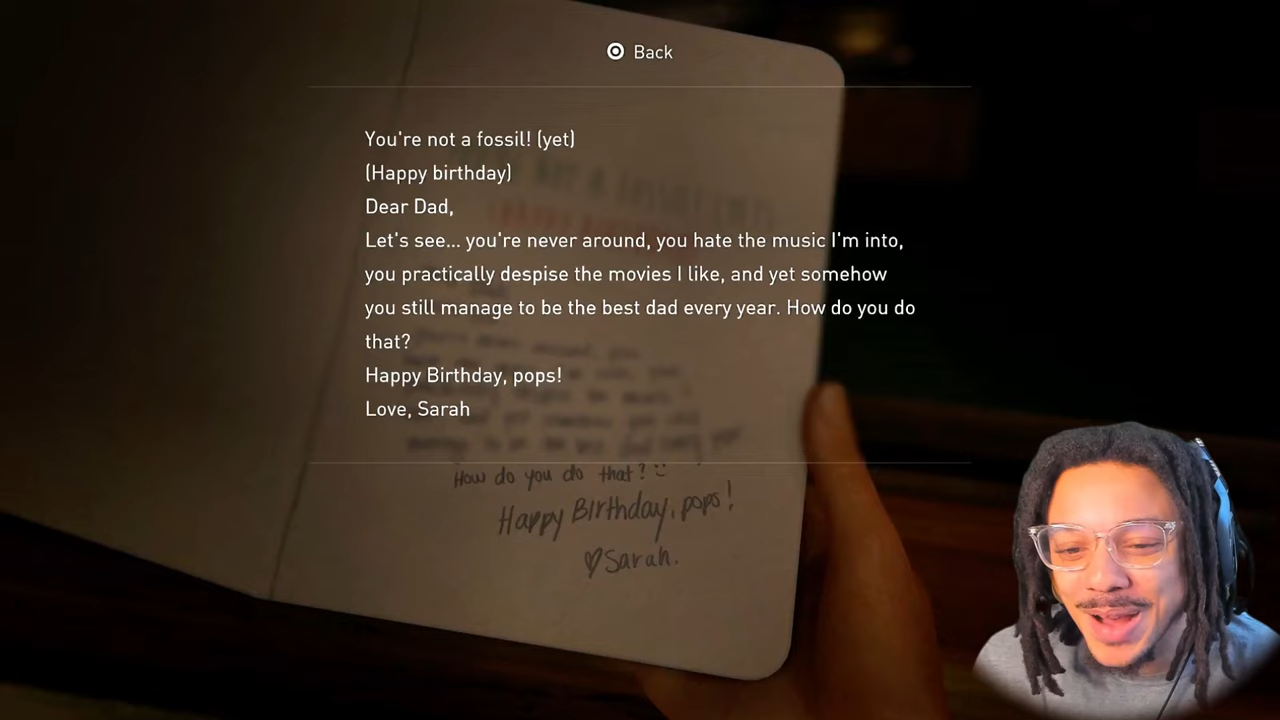 Back
You're not a fossil! (yet)
(Happy birthday)
Dear Dad,
Let's see... you're never around, you hate the music I'm into,
you practically despise the movies I like, and yet somehow
you still manage to be the best dad every year. How do you do
that?
Happy Birthday, pops!
Love, Sarah
How do you do that?
Happy Birthday, pops!
Sarah.